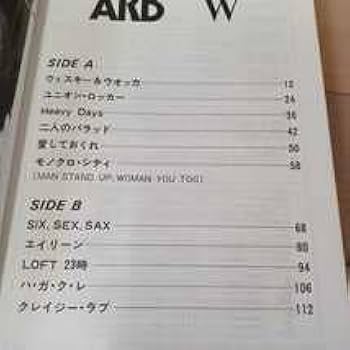 ARB W
SIDE A
ウィスキー&ウオッカ 12
ユニオン・ロッカー 24
Heavy Days 36
二人のバラッド 42
愛しておくれ 50
モノクロ・シティ 58
(MAN STAND UP, WOMAN YOU TOO)
SIDE B
SIX, SEX, SAX 68
エイリーン 80
LOFT 23時 94
ハ・ガ・ク・レ 106
クレイジー・ラブ 112